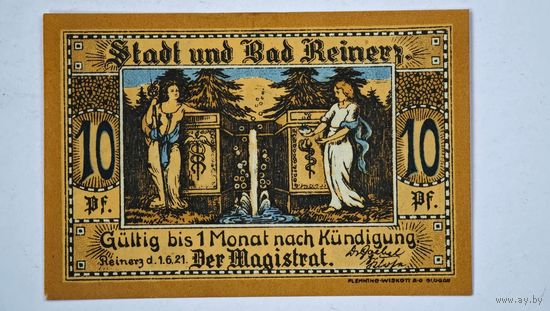 Stadt und Bad Reinerz.
10 10
Pf. Pf.
Gültig bis 1 Monat nach Kündigung
Reinerz d. 1.6.21. Der Magistrat.
FLEMMING-WISKOTT A-G GLOGAU
ay.by